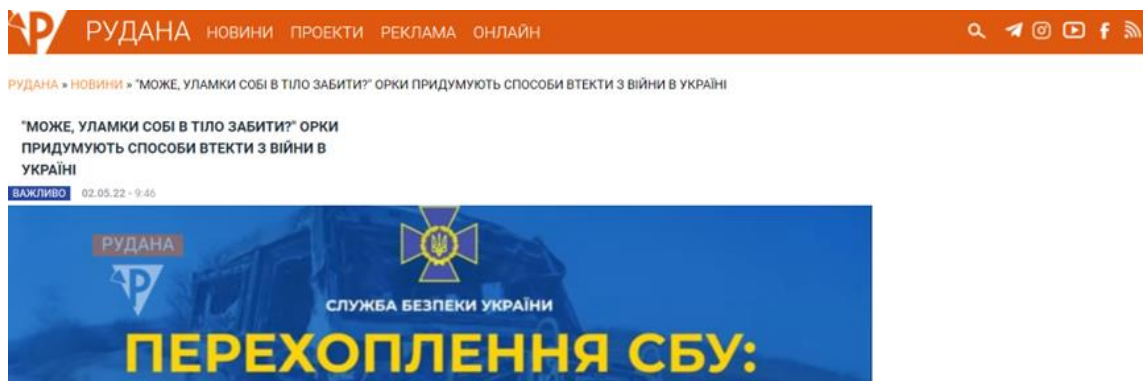 РУДАНА НОВИНИ ПРОЕКТИ РЕКЛАМА ОНЛАЙН
РУДАНА » НОВИНИ » "МОЖЕ, УЛАМКИ СОБІ В ТІЛО ЗАБИТИ?" ОРКИ ПРИДУМУЮТЬ СПОСОБИ ВТЕКТИ З ВІЙНИ В УКРАЇНІ
"МОЖЕ, УЛАМКИ СОБІ В ТІЛО ЗАБИТИ?" ОРКИ
ПРИДУМУЮТЬ СПОСОБИ ВТЕКТИ З ВІЙНИ В
УКРАЇНІ
ВАЖЛИВО 02.05.22 - 9:46
РУДАНА
СЛУЖБА БЕЗПЕКИ УКРАЇНИ
ПЕРЕХОПЛЕННЯ СБУ: